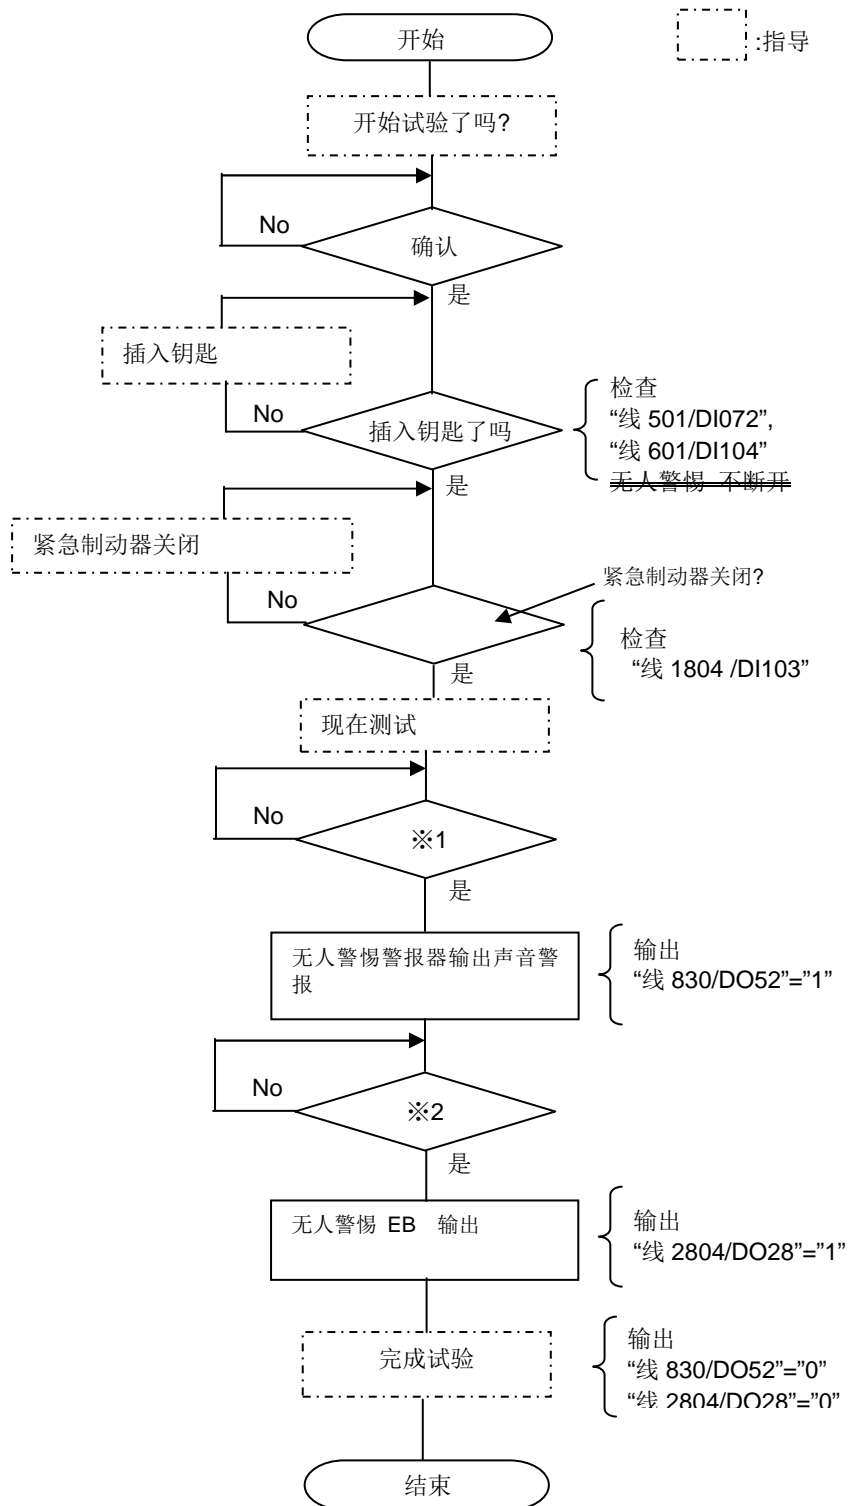 开始
:指导
开始试验了吗?
No
确认
是
插入钥匙
No
插入钥匙了吗
检查
“线 501/DI072”,
“线 601/DI104”
无人警惕 不断开
是
紧急制动器关闭
No
紧急制动器关闭?
检查
“线 1804 /DI103”
是
现在测试
No
※1
是
无人警惕警报器输出声音警
报
输出
“线 830/DO52”=”1”
No
※2
是
无人警惕 EB 输出
输出
“线 2804/DO28”=”1”
完成试验
输出
“线 830/DO52”=”0”
“线 2804/DO28”=”0”
结束